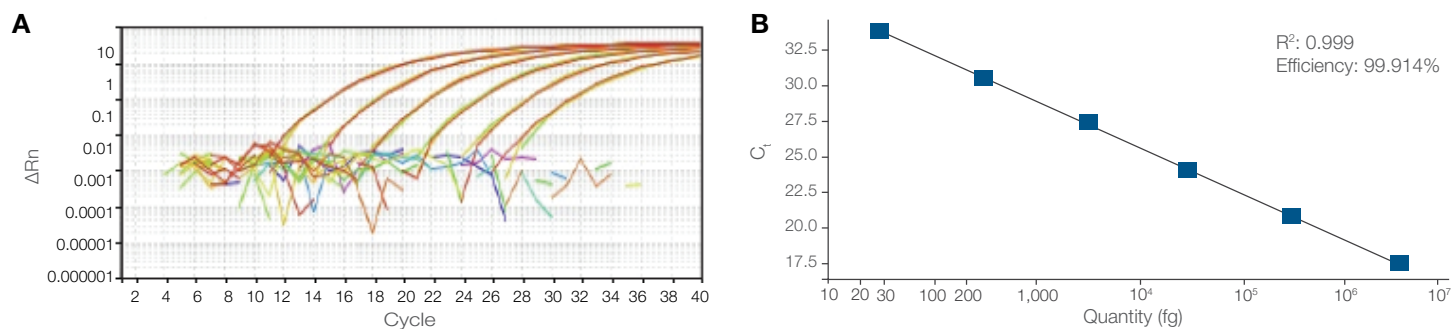 A
10
1
0.1
0.01
0.001
0.0001
0.00001
0.000001
ΔRn
2 4 6 8 10 12 14 16 18 20 22 24 26 28 30 32 34 36 38 40
Cycle
B
R²: 0.999
Efficiency: 99.914%
32.5
30.0
27.5
25.0
22.5
20.0
17.5
Ct
10 20 30 100 200 1,000 10⁴ 10⁵ 10⁶ 10⁷
Quantity (fg)